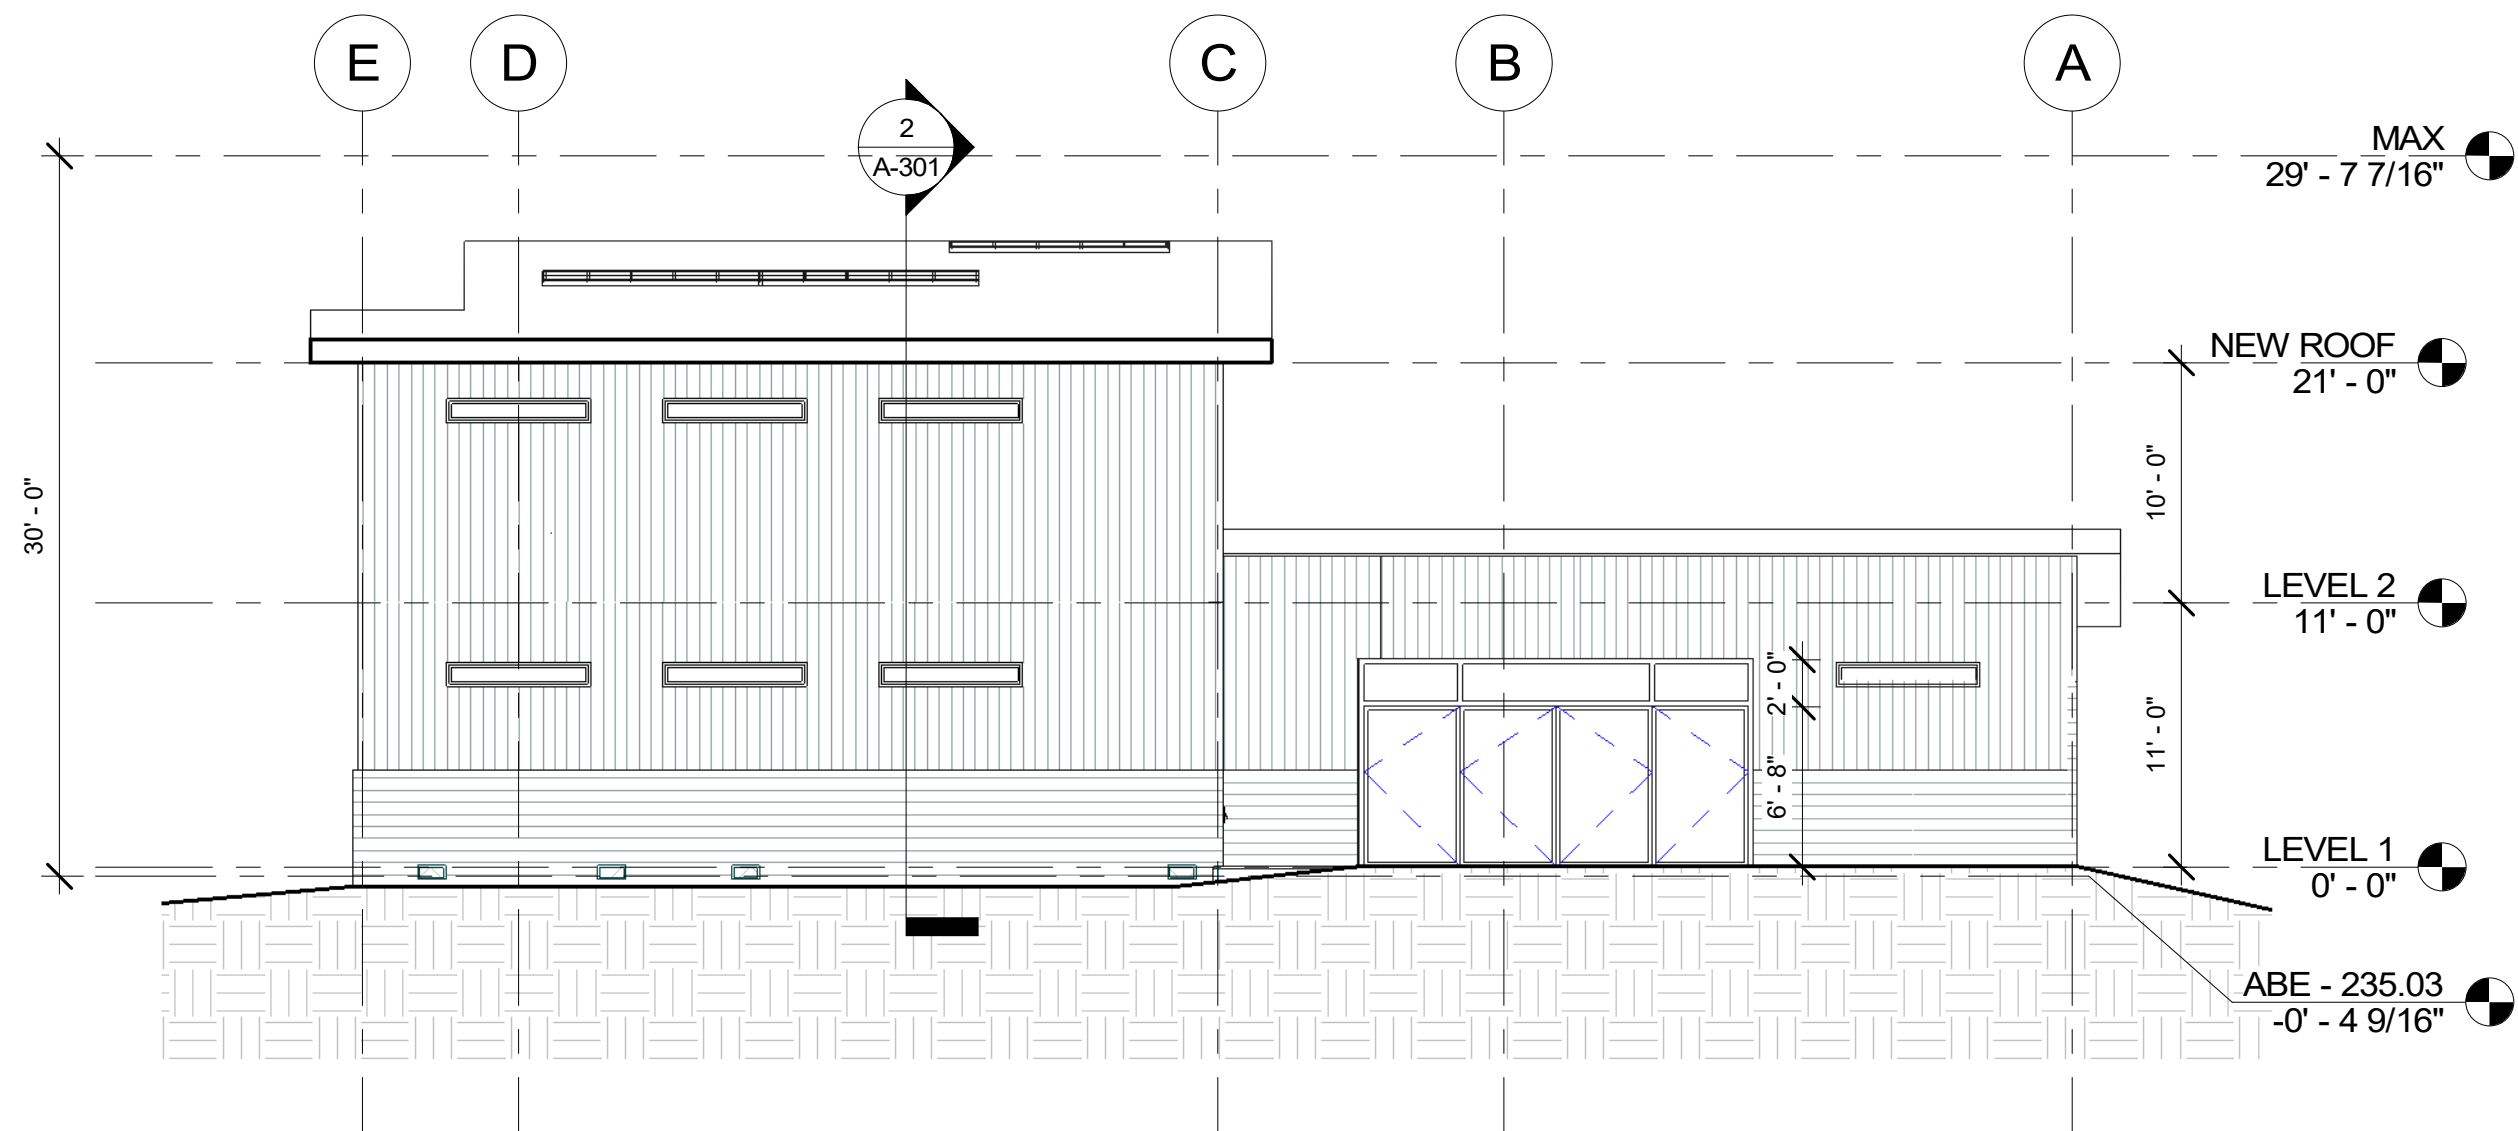 E
D
C
B
A
2
A-301
MAX
29' - 7 7/16"
NEW ROOF
21' - 0"
10' - 0"
30' - 0"
LEVEL 2
11' - 0"
2' - 0"
11' - 0"
6' - 8"
LEVEL 1
0' - 0"
ABE - 235.03
-0' - 4 9/16"